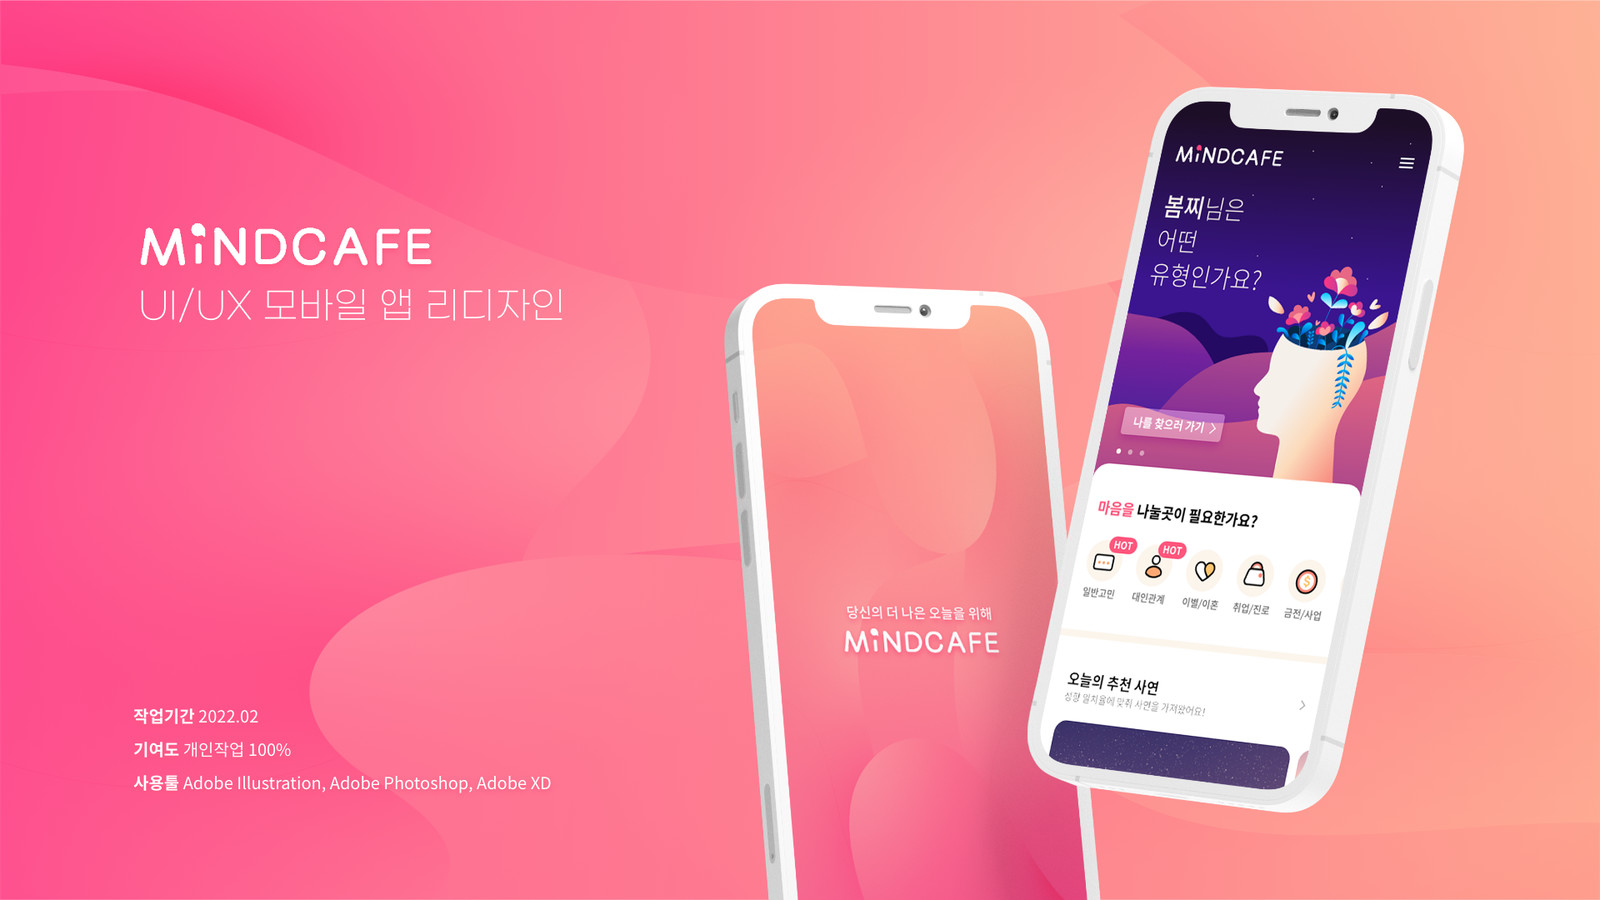 MiNDCAFE
UI/UX 모바일 앱 리디자인
작업기간 2022.02
기여도 개인작업 100%
사용툴 Adobe Illustration, Adobe Photoshop, Adobe XD
당신의 더 나은 오늘을 위해
MiNDCAFE
MiNDCAFE
봄찌님은
어떤
유형인가요?
나를 찾으러 가기 >
마음을 나눌곳이 필요한가요?
HOT
HOT
일반고민
대인관계
이별/이혼
취업/진로
금전/사업
오늘의 추천 사연
성향 일치율에 맞춰 사연을 가져왔어요!